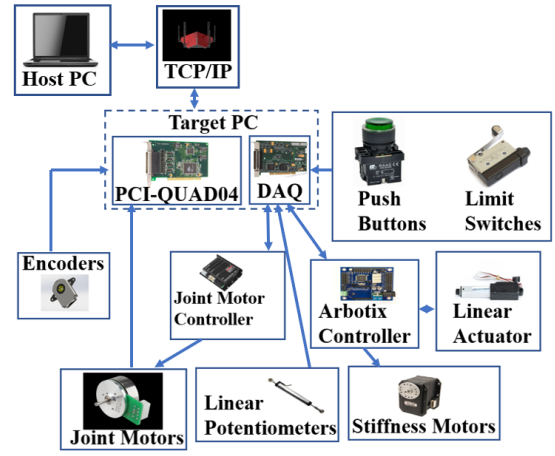 Host PC
TCP/IP
Target PC
PCI-QUAD04
DAQ
Push
Buttons
Limit
Switches
Encoders
Joint Motor
Controller
Arbotix
Controller
Linear
Actuator
Joint Motors
Linear
Potentiometers
Stiffness Motors